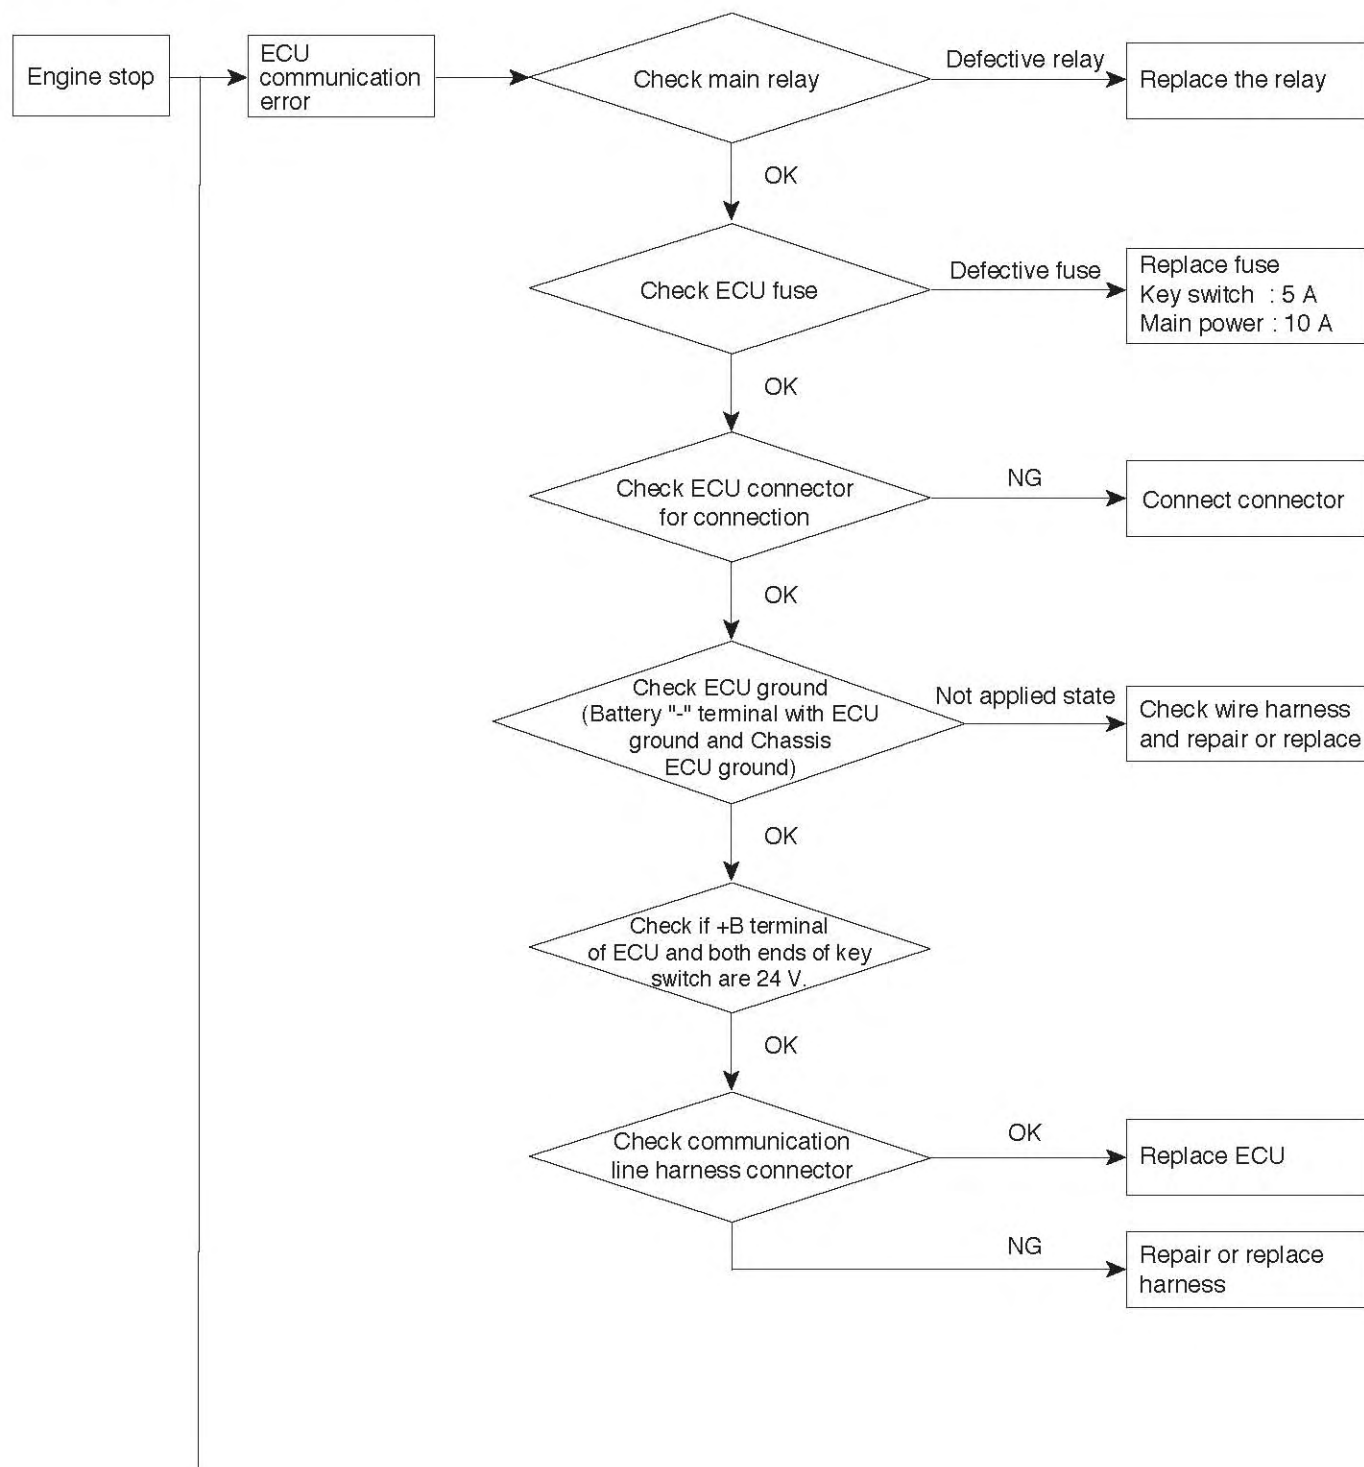 Engine stop
ECU
communication
error
Check main relay
Defective relay
Replace the relay
OK
Check ECU fuse
Defective fuse
Replace fuse
Key switch : 5 A
Main power : 10 A
OK
Check ECU connector
for connection
NG
Connect connector
OK
Check ECU ground
(Battery "-" terminal with ECU
ground and Chassis
ECU ground)
Not applied state
Check wire harness
and repair or replace
OK
Check if +B terminal
of ECU and both ends of key
switch are 24 V.
OK
Check communication
line harness connector
OK
Replace ECU
NG
Repair or replace
harness